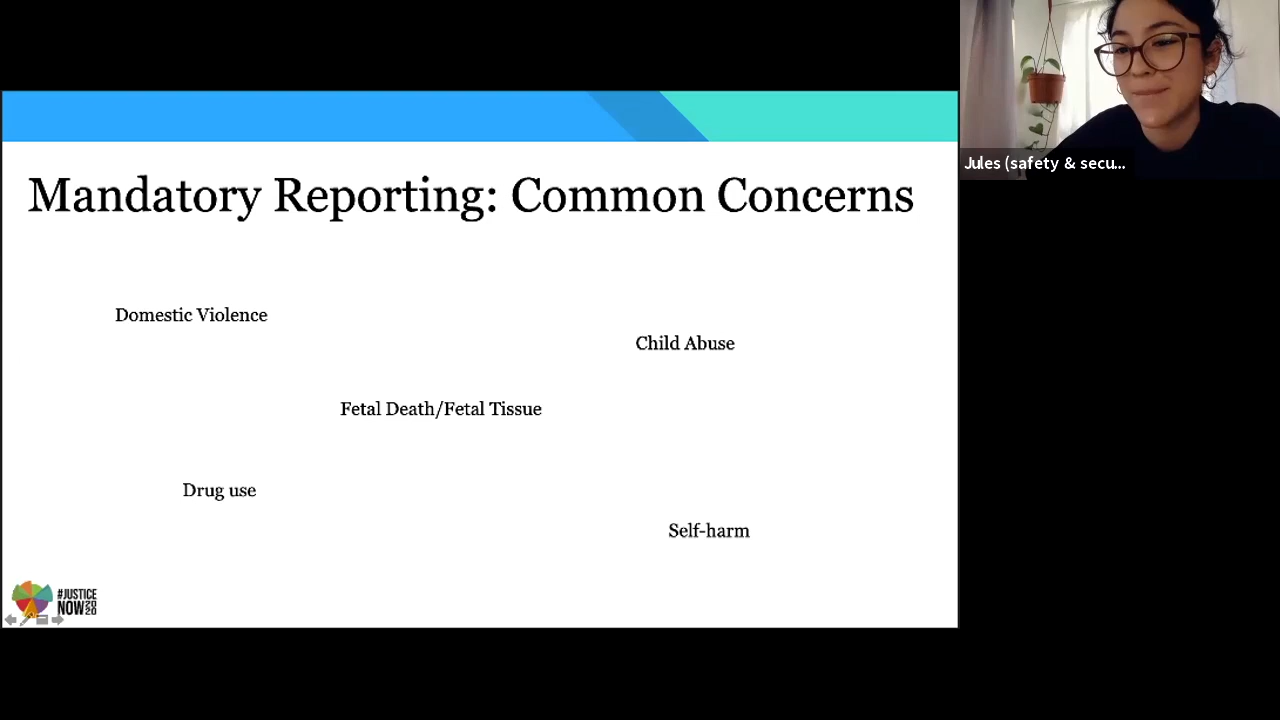 Jules (safety & secu...
Mandatory Reporting: Common Concerns
Domestic Violence
Child Abuse
Fetal Death/Fetal Tissue
Drug use
Self-harm
#JUSTICE
NOW2020